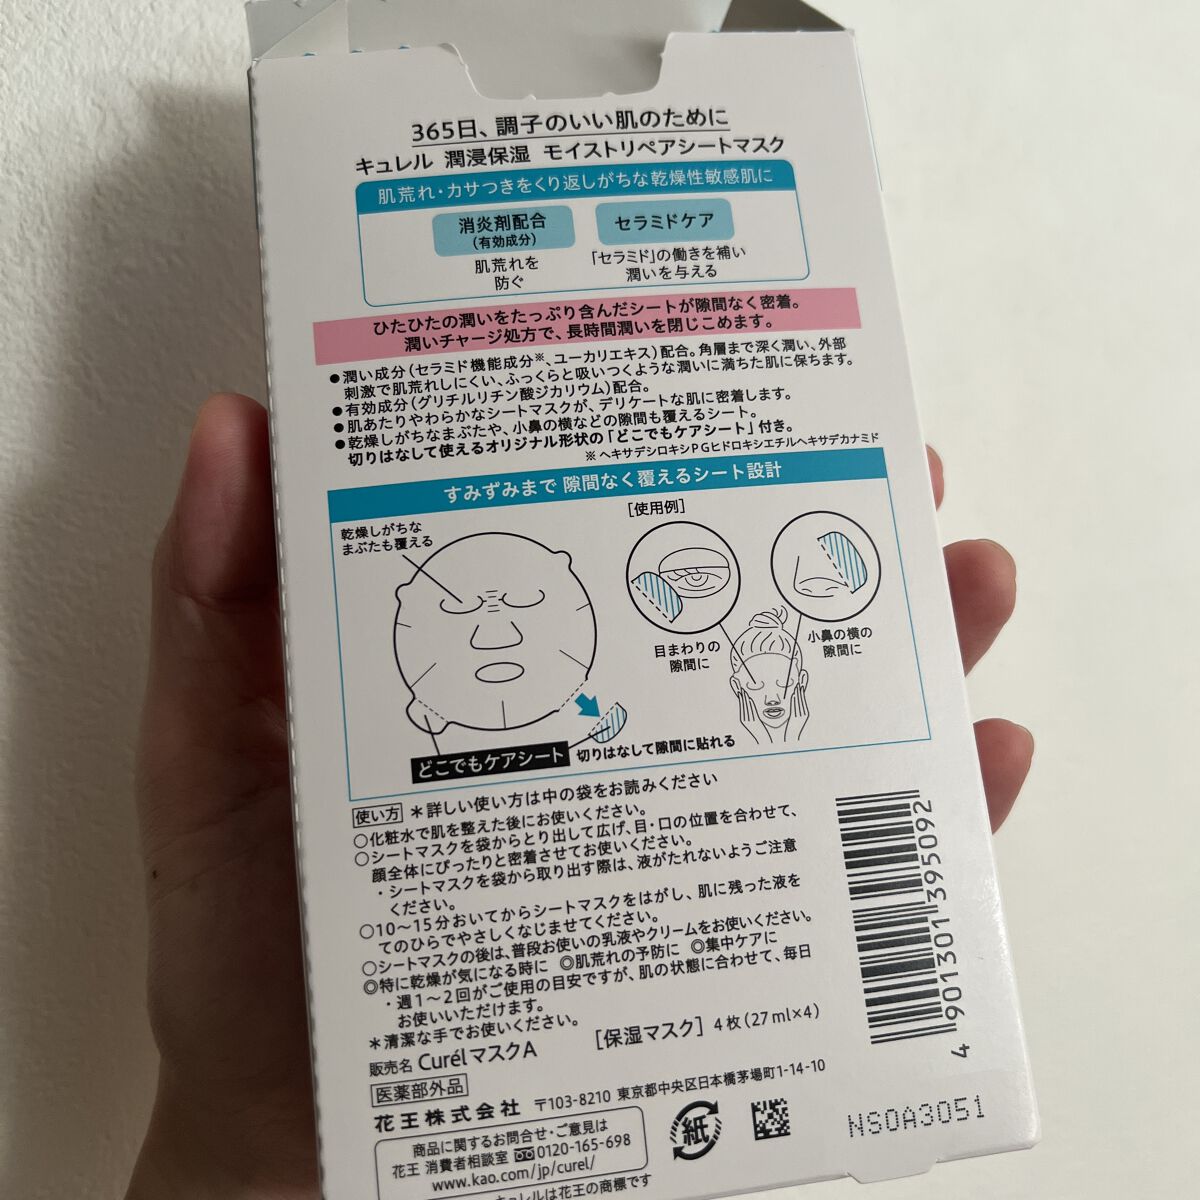 365日、調子のいい肌のために
キュレル 潤浸保湿 モイストリペアシートマスク
肌荒れ・カサつきをくり返しがちな乾燥性敏感肌に
消炎剤配合
(有効成分)
肌荒れを
防ぐ
セラミドケア
「セラミド」の働きを補い
潤いを与える
ひたひたの潤いをたっぷり含んだシートが隙間なく密着。
潤いチャージ処方で、長時間潤いを閉じこめます。
●潤い成分(セラミド機能成分※、ユーカリエキス)配合。角層まで深く潤い、外部
刺激で肌荒れしにくい、ふっくらと吸いつくような潤いに満ちた肌に保ちます。
●有効成分(グリチルリチン酸ジカリウム)配合。
●肌あたりやわらかなシートマスクが、デリケートな肌に密着します。
●乾燥しがちなまぶたや、小鼻の横などの隙間も覆えるシート。
切りはなして使えるオリジナル形状の「どこでもケアシート」付き。
※ ヘキサデシロキシPGヒドロキシエチルヘキサデカナミド
すみずみまで 隙間なく覆えるシート設計
乾燥しがちな
まぶたも覆える
[使用例]
目まわりの
隙間に
小鼻の横の
隙間に
どこでもケアシート
切りはなして隙間に貼れる
使い方 *詳しい使い方は中の袋をお読みください
○化粧水で肌を整えた後にお使いください。
○シートマスクを袋からとり出して広げ、目・口の位置を合わせて、
顔全体にぴったりと密着させてお使いください。
・シートマスクを袋から取り出す際は、液がたれないようご注意
ください。
○10～15分おいてからシートマスクをはがし、肌に残った液を
てのひらでやさしくなじませてください。
○シートマスクの後は、普段お使いの乳液やクリームをお使いください。
◎特に乾燥が気になる時に ◎肌荒れの予防に ◎集中ケアに
・週1～2回がご使用の目安ですが、肌の状態に合わせて、毎日
お使いいただけます。
*清潔な手でお使いください。
販売名 CurélマスクA
[保湿マスク] 4枚(27ml×4)
医薬部外品
花王株式会社 〒103-8210 東京都中央区日本橋茅場町1-14-10
商品に関するお問合せ・ご意見は
花王 消費者相談室 0120-165-698
www.kao.com/jp/curel/
キュレルは花王の商標です
紙
NSOA3051
4 901301 395092